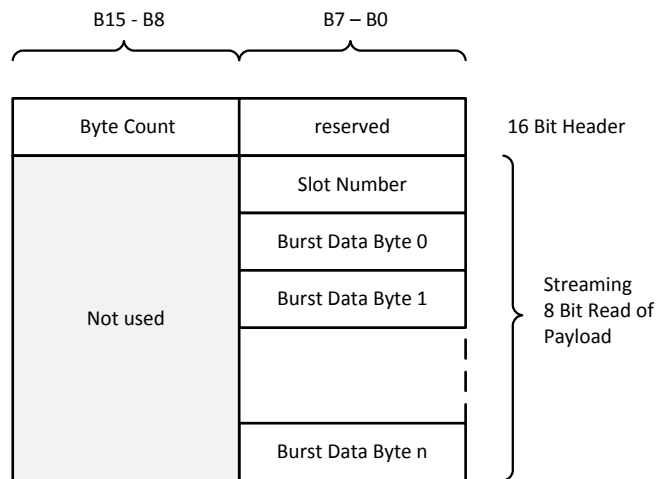 B15 - B8
B7 – B0
Byte Count
reserved
16 Bit Header
Slot Number
Burst Data Byte 0
Burst Data Byte 1
Not used
Streaming
8 Bit Read of
Payload
Burst Data Byte n